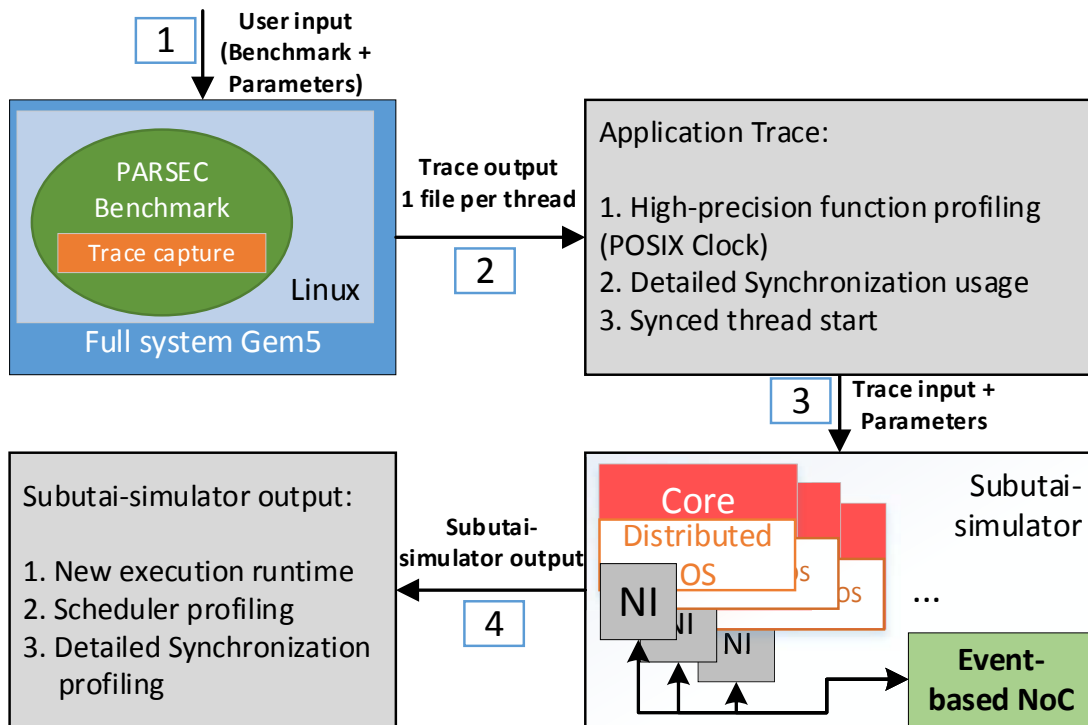 1
User input
(Benchmark +
Parameters)
PARSEC
Benchmark
Trace capture
Linux
Full system Gem5
Trace output
1 file per thread
2
Application Trace:
1. High-precision function profiling
(POSIX Clock)
2. Detailed Synchronization usage
3. Synced thread start
3
Trace input +
Parameters
Subutai-
simulator
Core
Distributed
OS
OS
OS
NI
NI
NI
...
Event-
based NoC
Subutai-
simulator output
4
Subutai-simulator output:
1. New execution runtime
2. Scheduler profiling
3. Detailed Synchronization
profiling